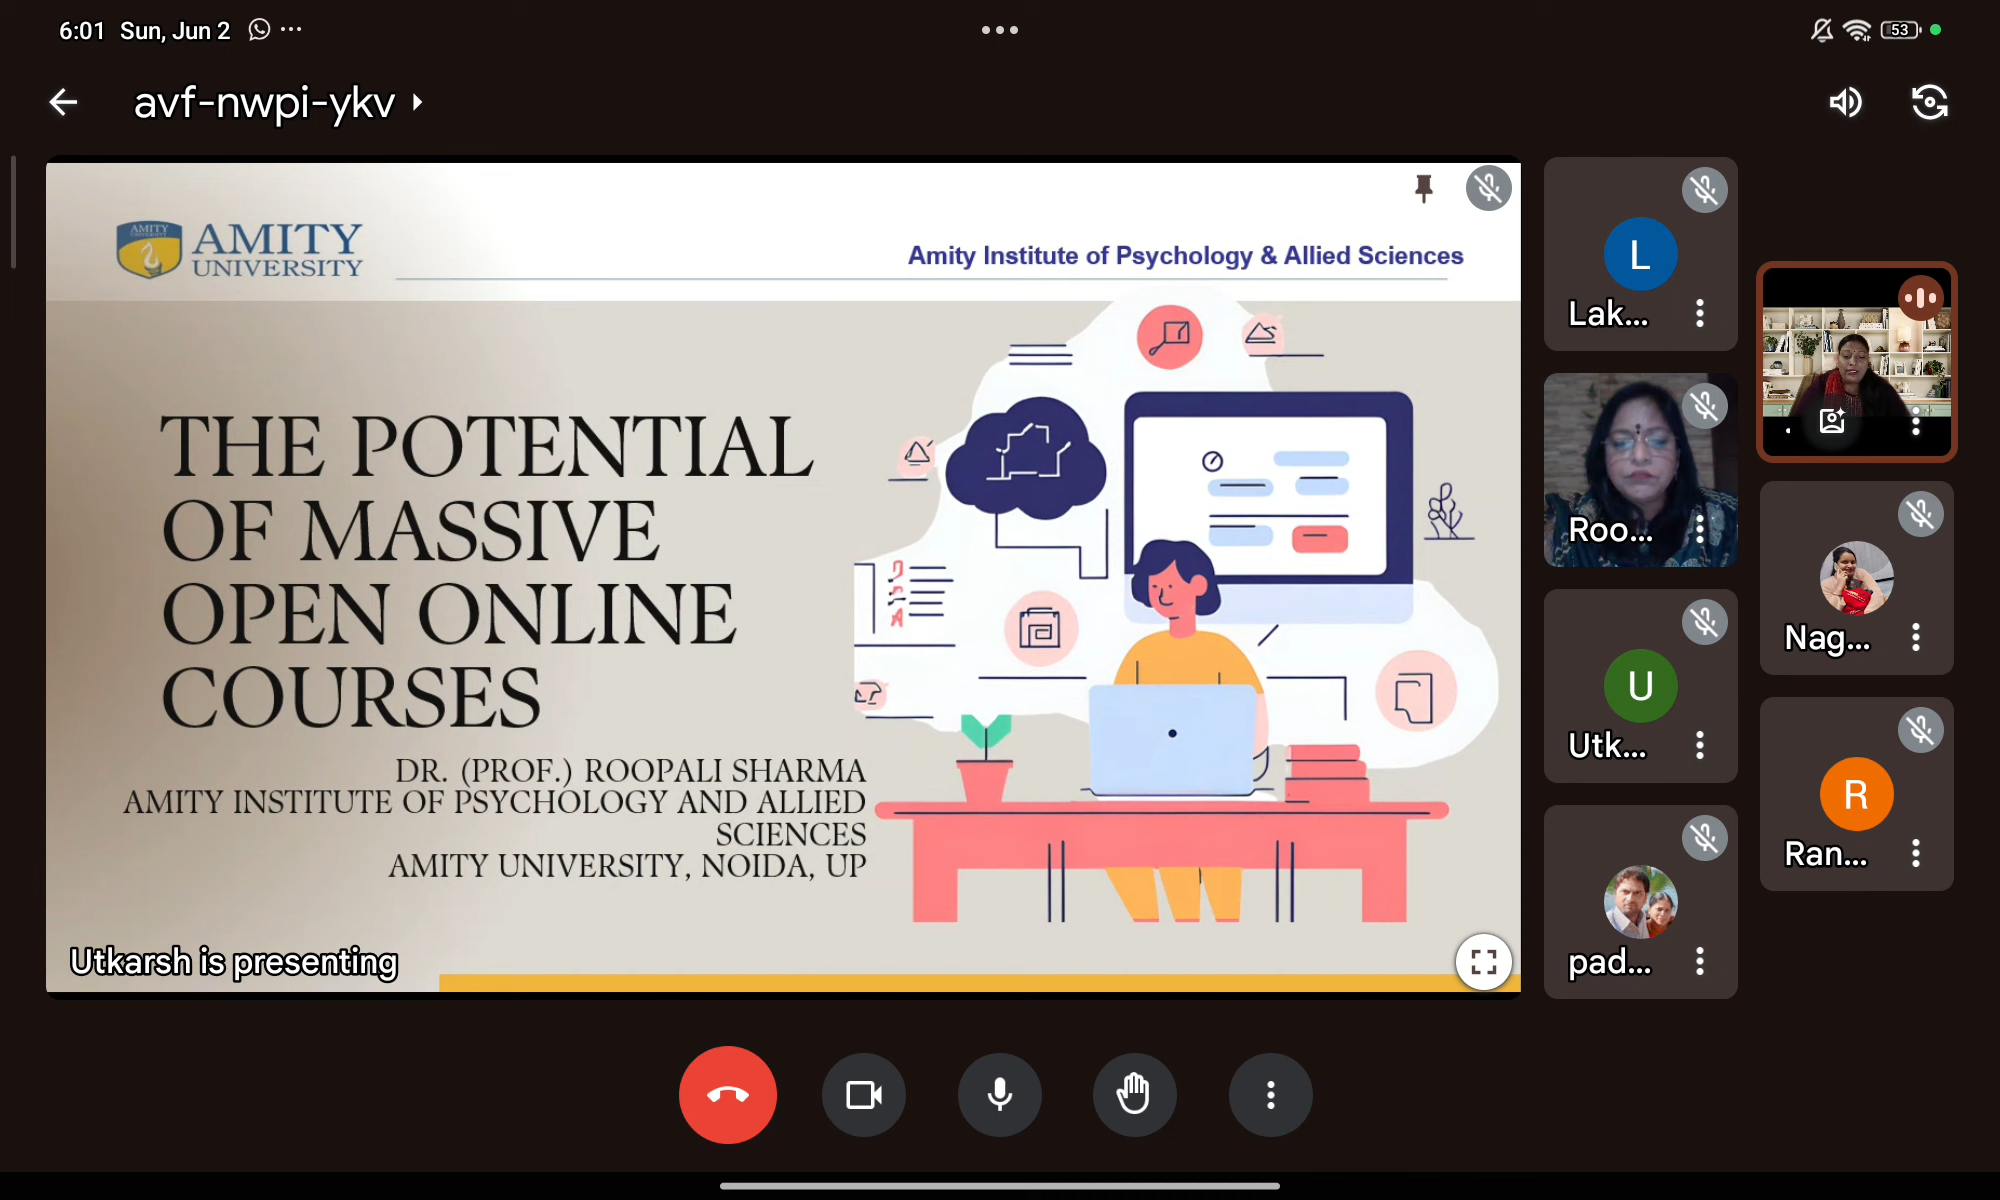 6:01 Sun, Jun 2
53
avf-nwpi-ykv
AMITY
UNIVERSITY
AMITY
UNIVERSITY
Amity Institute of Psychology & Allied Sciences
THE POTENTIAL
OF MASSIVE
OPEN ONLINE
COURSES
DR. (PROF.) ROOPALI SHARMA
AMITY INSTITUTE OF PSYCHOLOGY AND ALLIED
SCIENCES
AMITY UNIVERSITY, NOIDA, UP
Utkarsh is presenting
L
Lak...
Roo...
U
Utk...
pad...
Nag...
R
Ran...